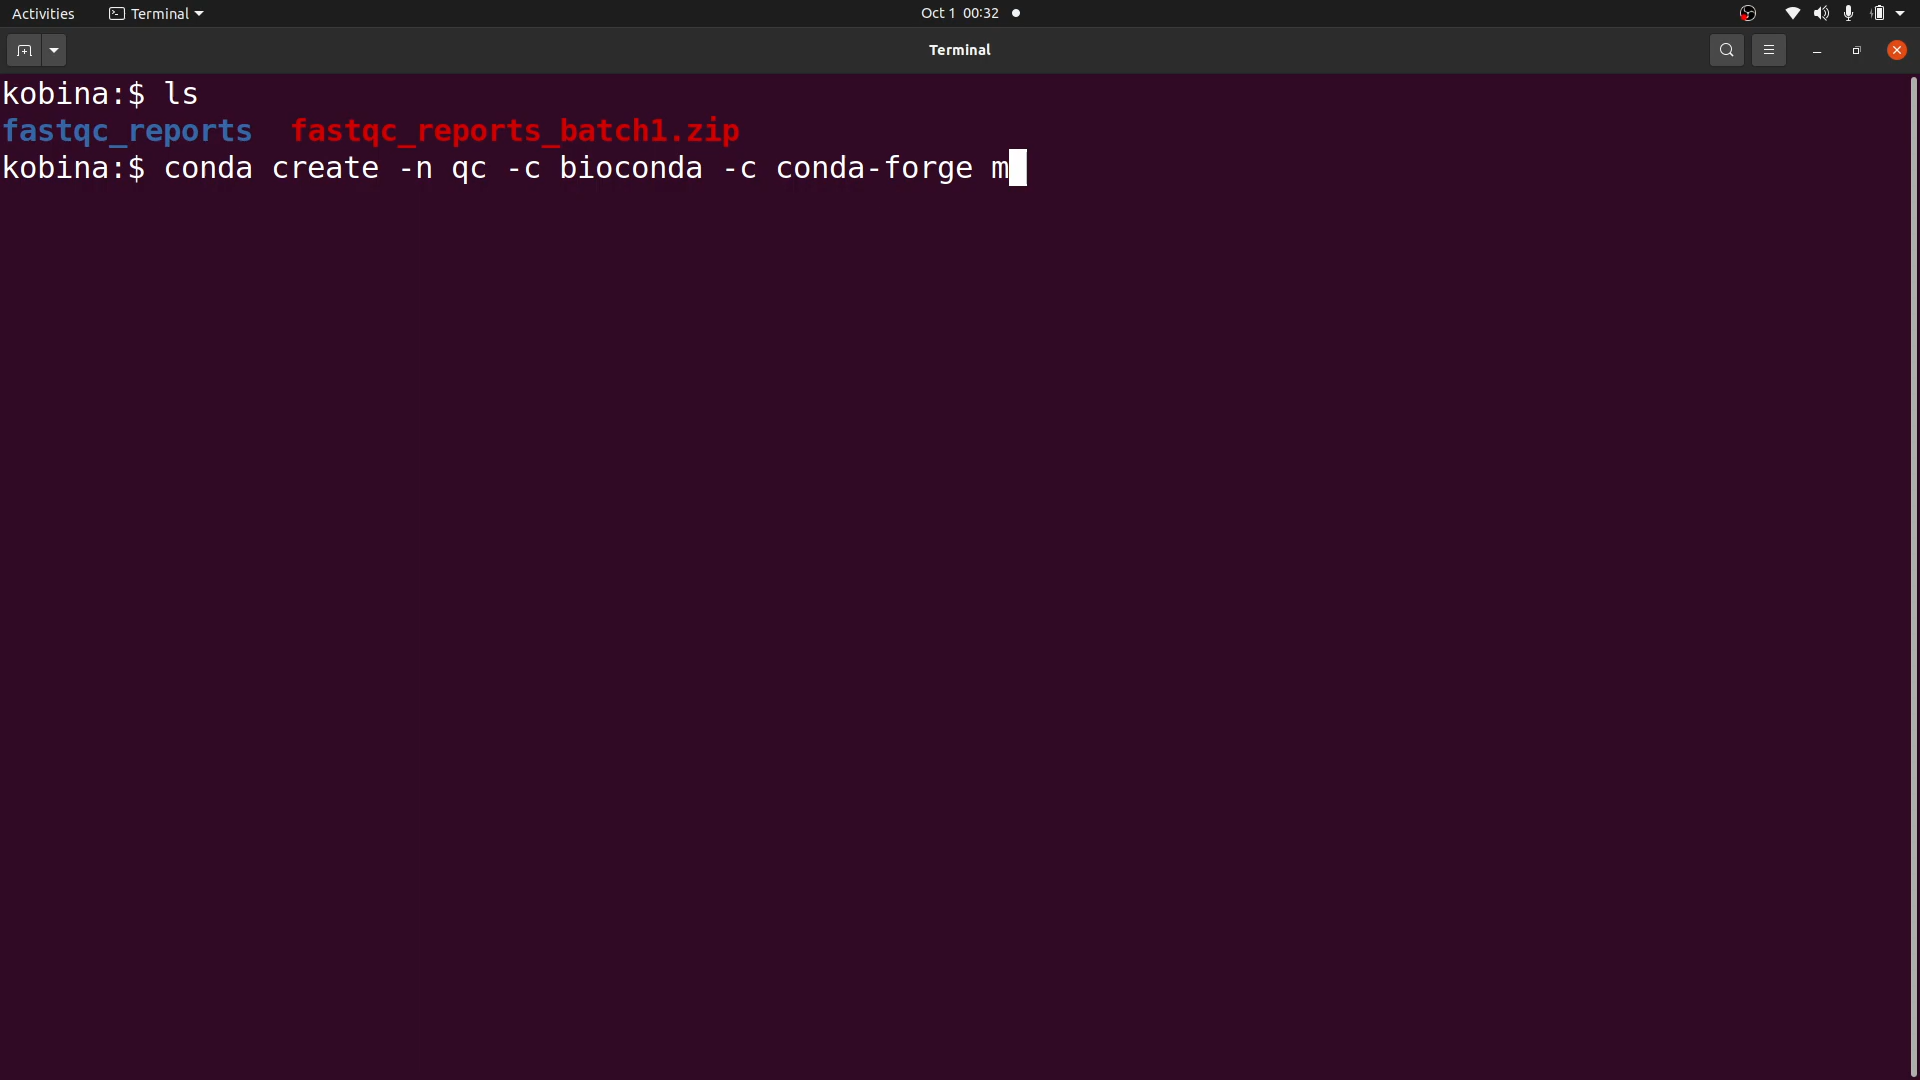 Activities Terminal Oct 1 00:32
Terminal
kobina:$ ls
fastqc_reports fastqc_reports_batch1.zip
kobina:$ conda create -n qc -c bioconda -c conda-forge m